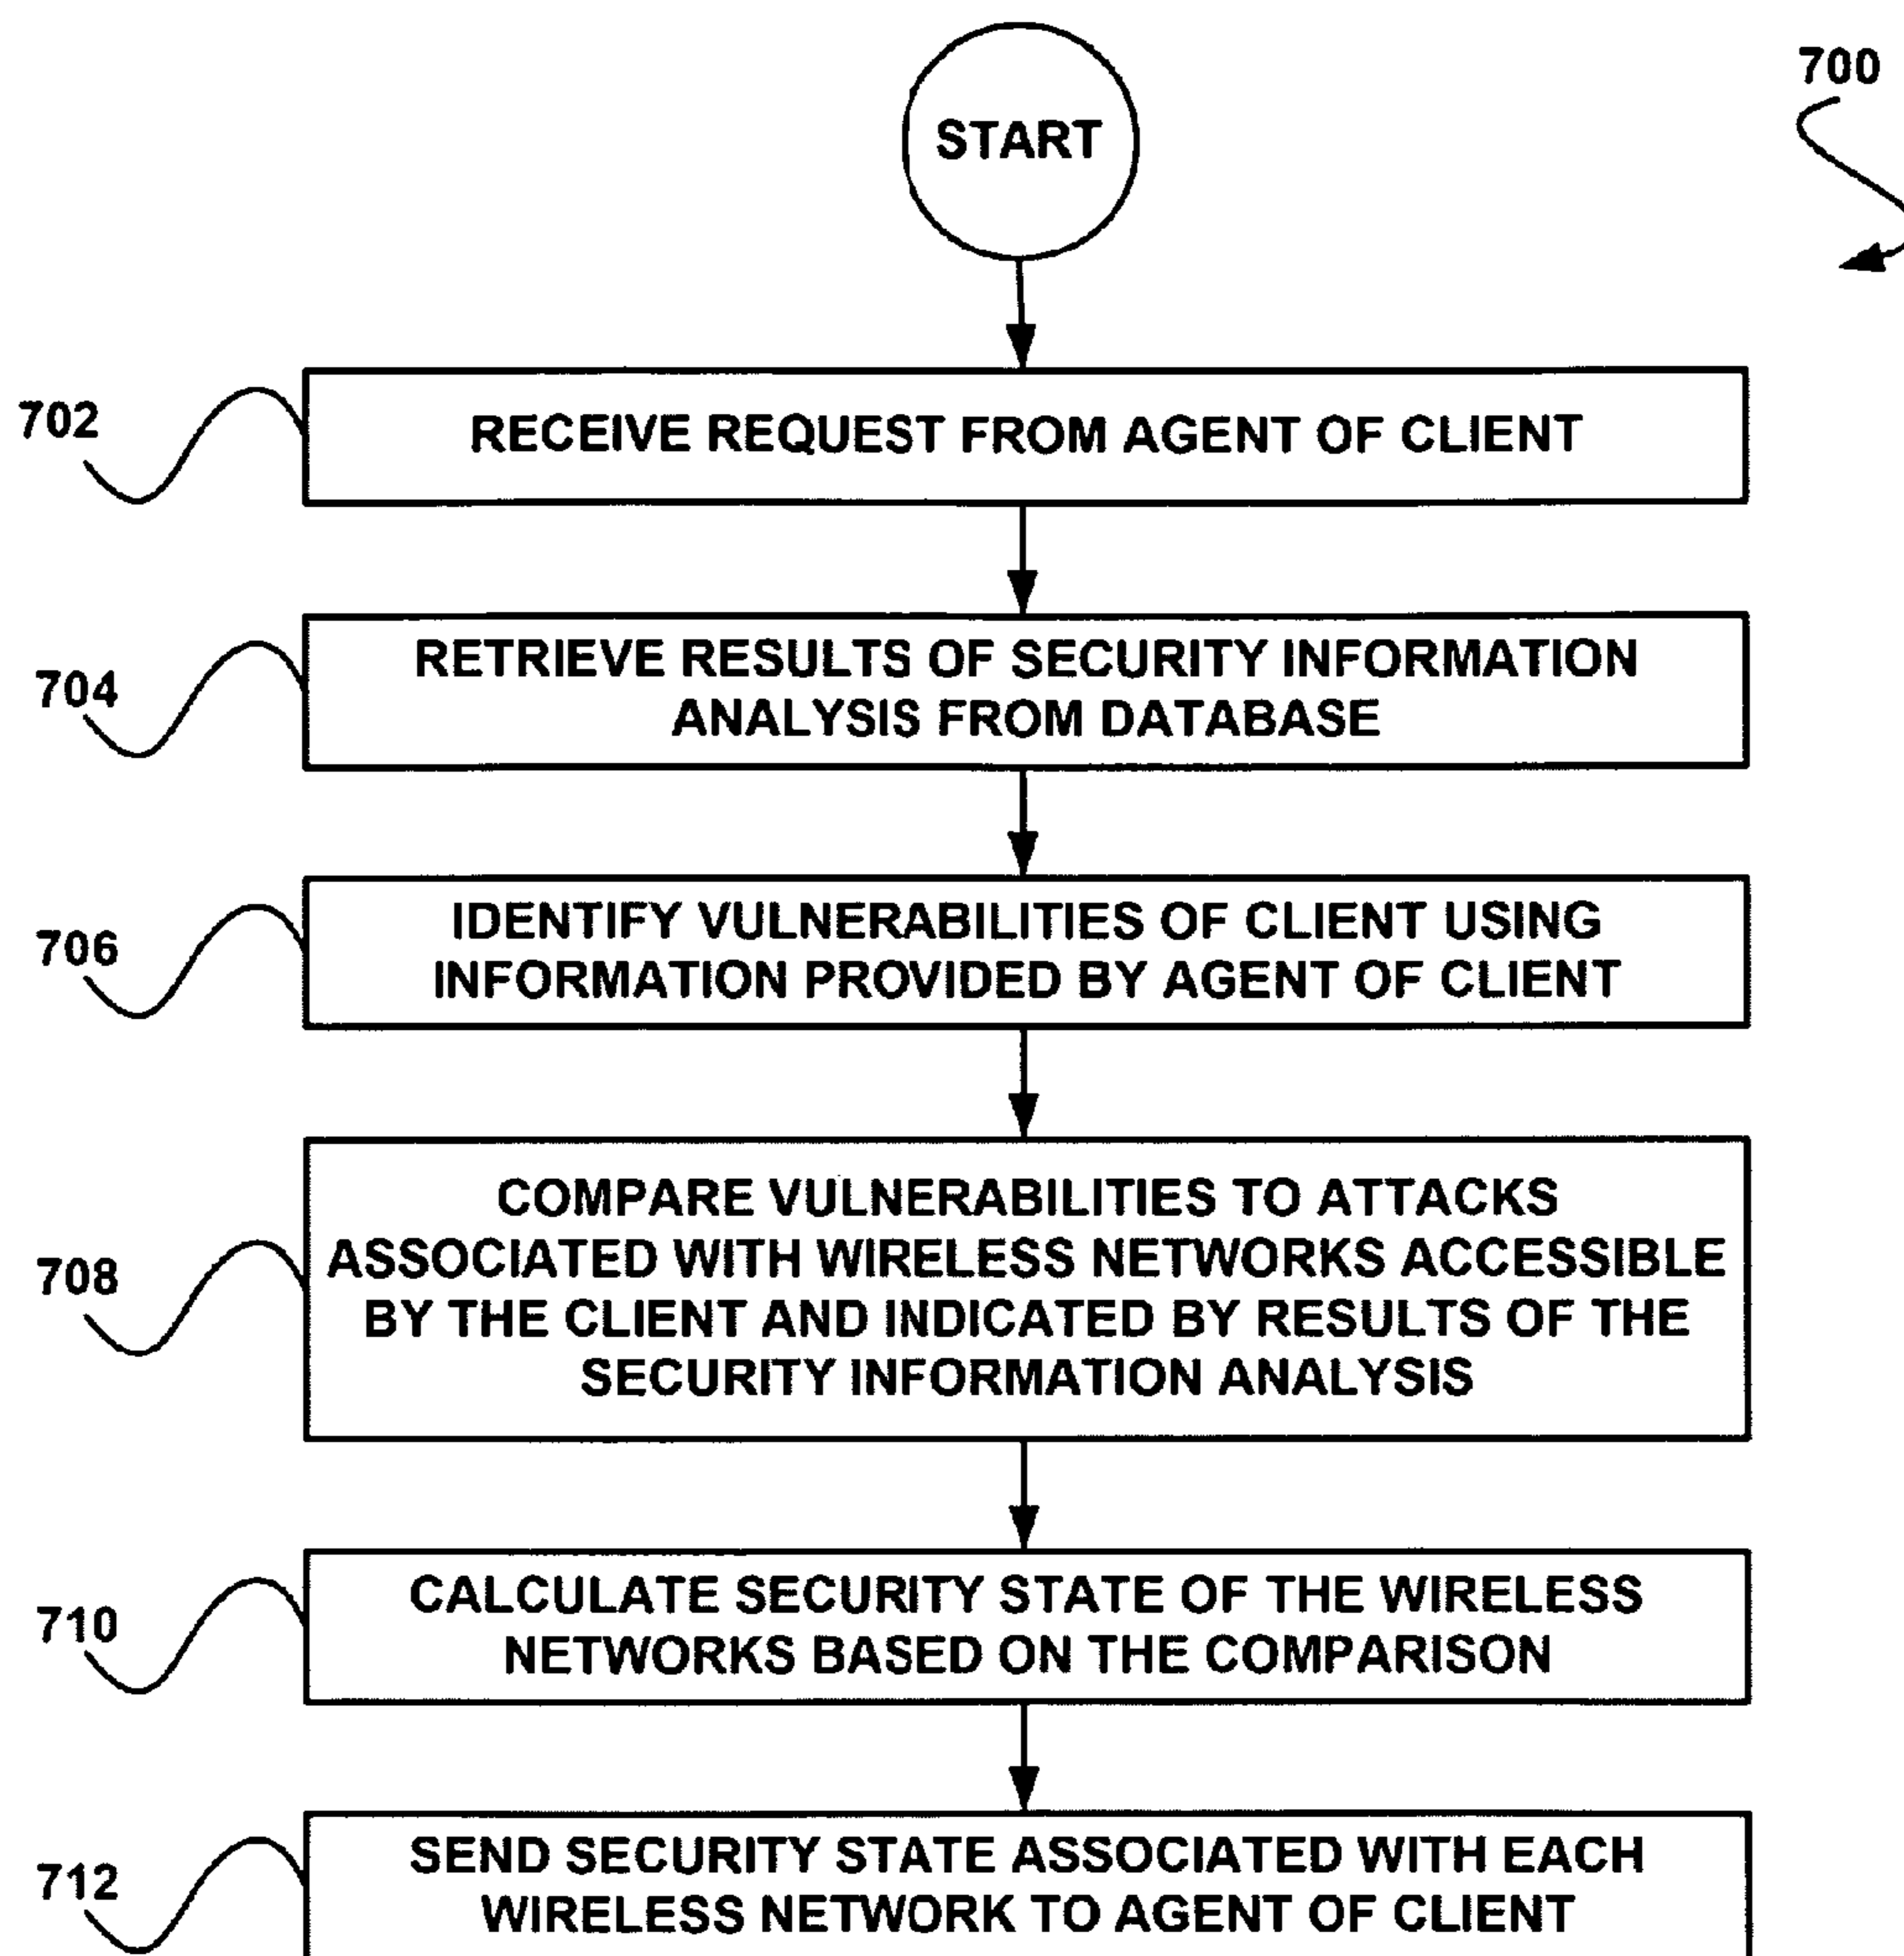 START
700
702
RECEIVE REQUEST FROM AGENT OF CLIENT
704
RETRIEVE RESULTS OF SECURITY INFORMATION
ANALYSIS FROM DATABASE
706
IDENTIFY VULNERABILITIES OF CLIENT USING
INFORMATION PROVIDED BY AGENT OF CLIENT
708
COMPARE VULNERABILITIES TO ATTACKS
ASSOCIATED WITH WIRELESS NETWORKS ACCESSIBLE
BY THE CLIENT AND INDICATED BY RESULTS OF THE
SECURITY INFORMATION ANALYSIS
710
CALCULATE SECURITY STATE OF THE WIRELESS
NETWORKS BASED ON THE COMPARISON
712
SEND SECURITY STATE ASSOCIATED WITH EACH
WIRELESS NETWORK TO AGENT OF CLIENT